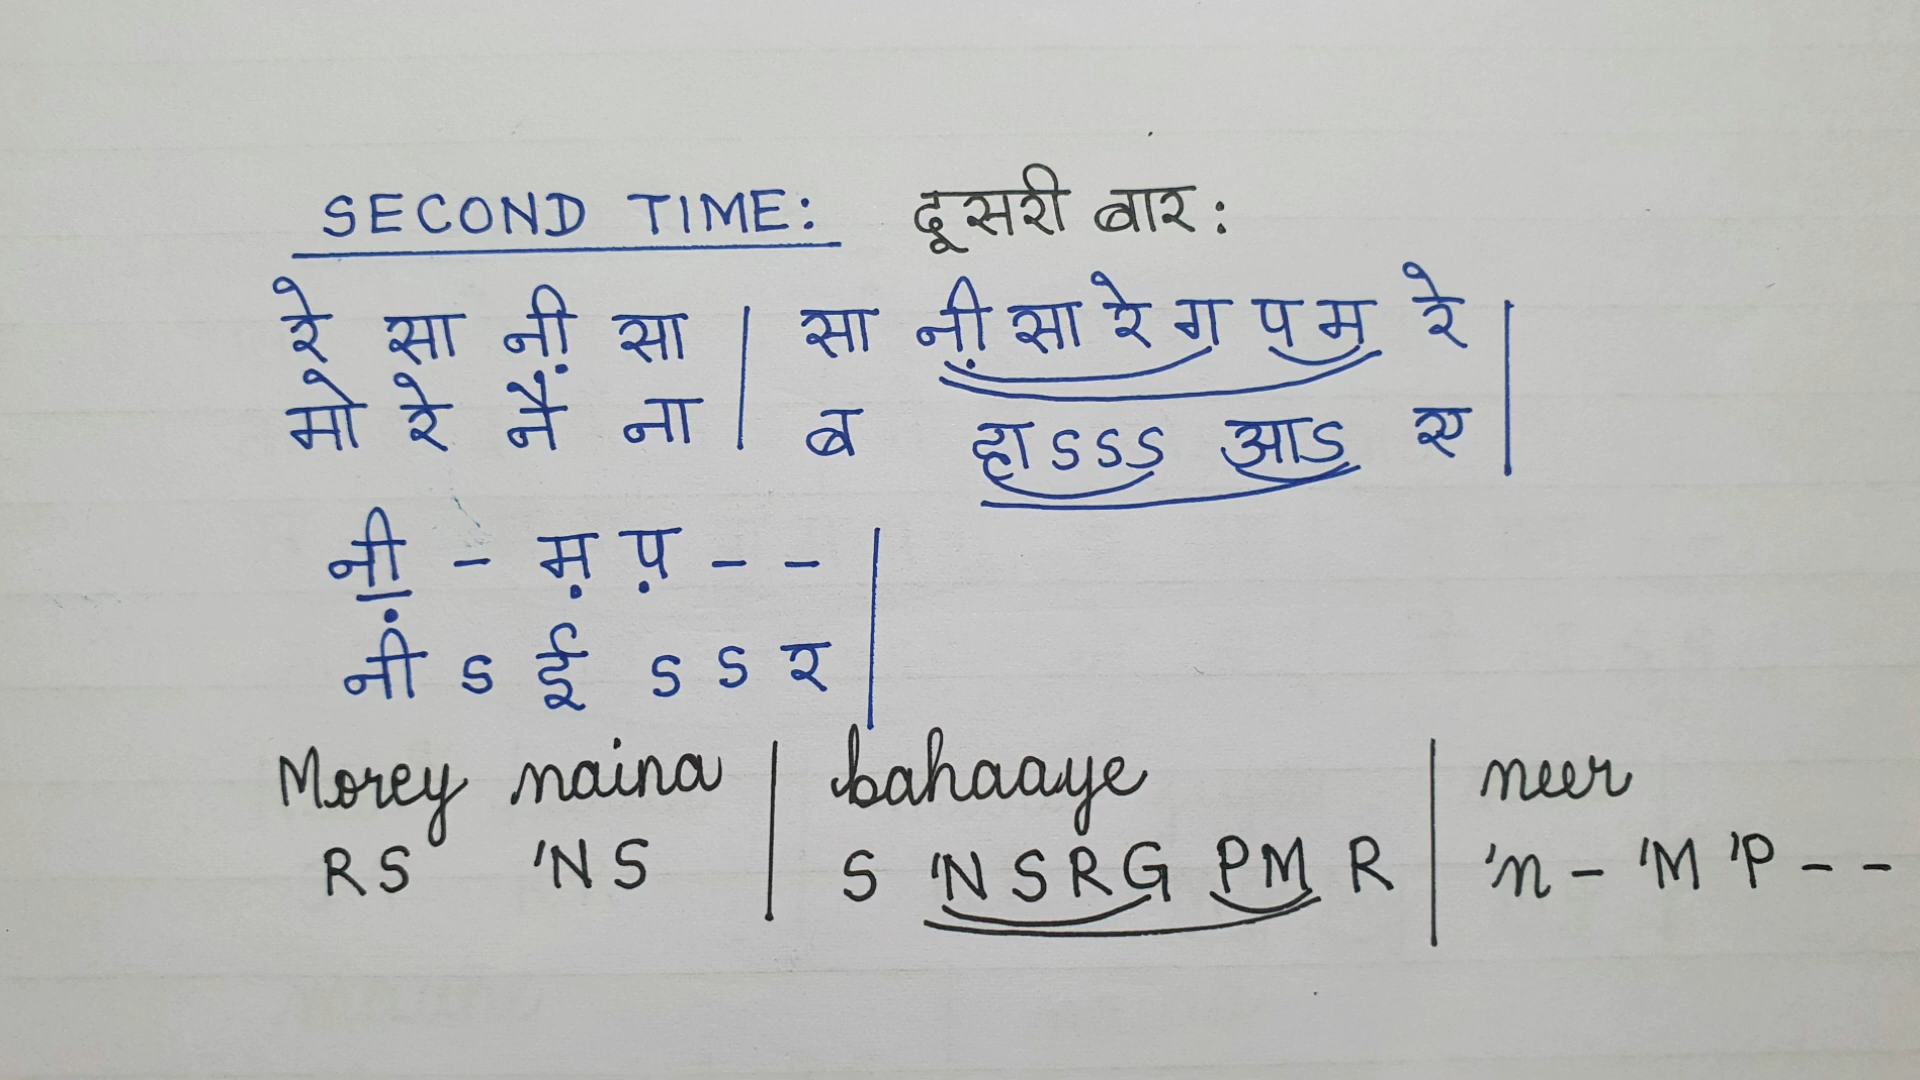 SECOND TIME: दूसरी बार:
रे सा नी़ सा | सा नी़ सा रे ग प म रे |
मो रे नै ना | ब हाऽऽऽ आऽ ए |
नी़ - म़ प़ - - |
नी ऽ ई ऽ ऽ र |
Morey naina | bahaaye | neer
RS 'NS | S 'NSRG PM R | 'n - 'M 'P - -